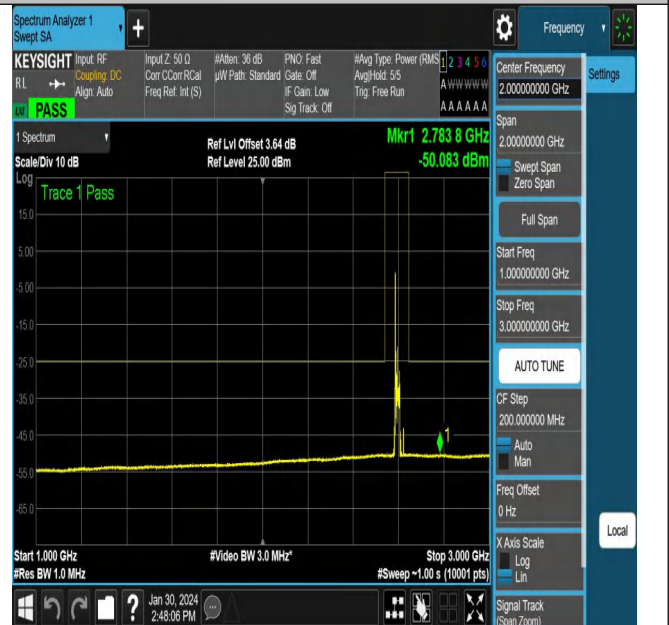 Spectrum Analyzer 1
Swept SA
+
Frequency
KEYSIGHT
RL
PASS
Input: RF
Coupling: DC
Align: Auto
Input Z: 50 Ω
Corr CCorr RCal
Freq Ref: Int (S)
#Atten: 36 dB
µW Path: Standard
PNO: Fast
Gate: Off
IF Gain: Low
Sig Track: Off
#Avg Type: Power (RMS
Avg|Hold: 5/5
Trig: Free Run
1 2 3 4 5 6
A W W W W W
A A A A A A
1 Spectrum
Scale/Div 10 dB
Ref Lvl Offset 3.64 dB
Ref Level 25.00 dBm
Mkr1 2.783 8 GHz
-50.083 dBm
Log
Trace 1 Pass
15.0
5.00
-5.00
-15.0
-25.0
-35.0
-45.0
-55.0
-65.0
1
Start 1.000 GHz
#Res BW 1.0 MHz
#Video BW 3.0 MHz*
Stop 3.000 GHz
#Sweep ~1.00 s (10001 pts)
?
Jan 30, 2024
2:48:06 PM
Center Frequency
2.000000000 GHz
Settings
Span
2.00000000 GHz
Swept Span
Zero Span
Full Span
Start Freq
1.000000000 GHz
Stop Freq
3.000000000 GHz
AUTO TUNE
CF Step
200.000000 MHz
Auto
Man
Freq Offset
0 Hz
X Axis Scale
Log
Lin
Local
Signal Track
(Span Zoom)